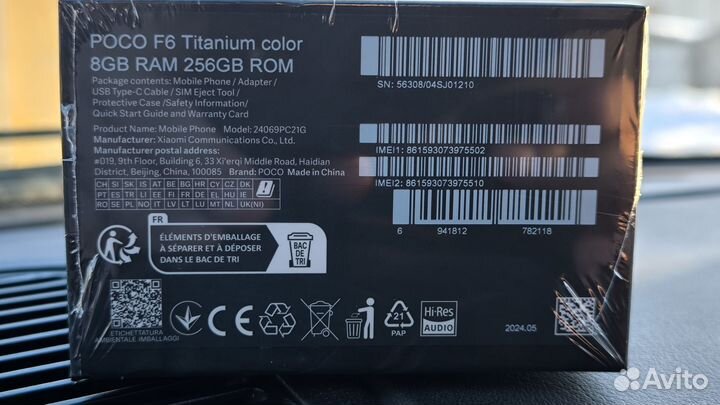 POCO F6 Titanium color
8GB RAM 256GB ROM
Package contents: Mobile Phone / Adapter /
USB Type-C Cable / SIM Eject Tool /
Protective Case /Safety Information/
Quick Start Guide and Warranty Card
Product Name: Mobile Phone Model: 24069PC21G
Manufacturer: Xiaomi Communications Co., Ltd.
Manufacturer postal address:
#019, 9th Floor, Building 6, 33 Xi'erqi Middle Road, Haidian
District, Beijing, China, 100085 Brand: POCO Made in China
CH SI SK IS AT BE BG HR CY CZ DK
PT ES TR LI EE FI FR DE EL HU IE
RO SE PL NO IT LV LT LU MT NL UK(NI)
SN: 56308/04SJ01210
IMEI1: 861593073975502
IMEI2: 861593073975510
6 941812 782118
FR
ÉLÉMENTS D'EMBALLAGE
À SÉPARER ET À DÉPOSER
DANS LE BAC DE TRI
BAC
DE
TRI
ETICHETTATURA
AMBIENTALE IMBALLAGGI
CE
21
PAP
Hi-Res
AUDIO
2024.05
Avito